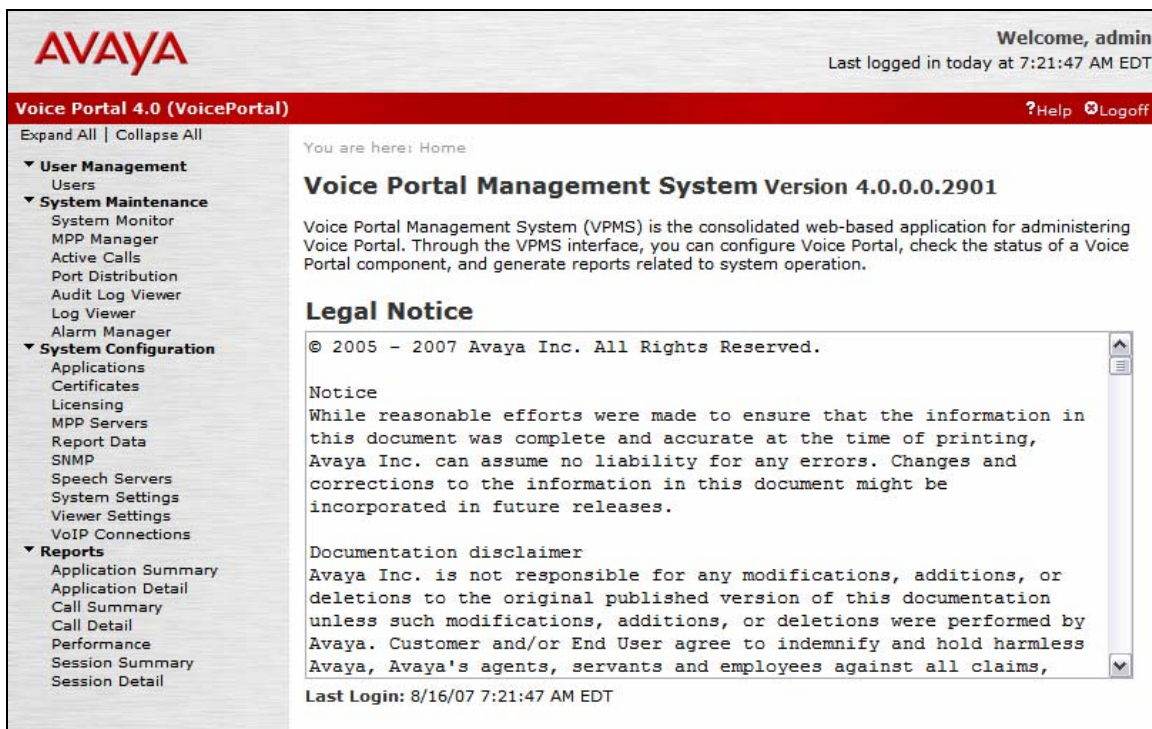 AVAYA
Welcome, admin
Last logged in today at 7:21:47 AM EDT
Voice Portal 4.0 (VoicePortal)
?Help Logoff
Expand All | Collapse All
User Management
Users
System Maintenance
System Monitor
MPP Manager
Active Calls
Port Distribution
Audit Log Viewer
Log Viewer
Alarm Manager
System Configuration
Applications
Certificates
Licensing
MPP Servers
Report Data
SNMP
Speech Servers
System Settings
Viewer Settings
VoIP Connections
Reports
Application Summary
Application Detail
Call Summary
Call Detail
Performance
Session Summary
Session Detail
You are here: Home
Voice Portal Management System Version 4.0.0.0.2901
Voice Portal Management System (VPMS) is the consolidated web-based application for administering
Voice Portal. Through the VPMS interface, you can configure Voice Portal, check the status of a Voice
Portal component, and generate reports related to system operation.
Legal Notice
© 2005 - 2007 Avaya Inc. All Rights Reserved.
Notice
While reasonable efforts were made to ensure that the information in
this document was complete and accurate at the time of printing,
Avaya Inc. can assume no liability for any errors. Changes and
corrections to the information in this document might be
incorporated in future releases.
Documentation disclaimer
Avaya Inc. is not responsible for any modifications, additions, or
deletions to the original published version of this documentation
unless such modifications, additions, or deletions were performed by
Avaya. Customer and/or End User agree to indemnify and hold harmless
Avaya, Avaya's agents, servants and employees against all claims,
Last Login: 8/16/07 7:21:47 AM EDT